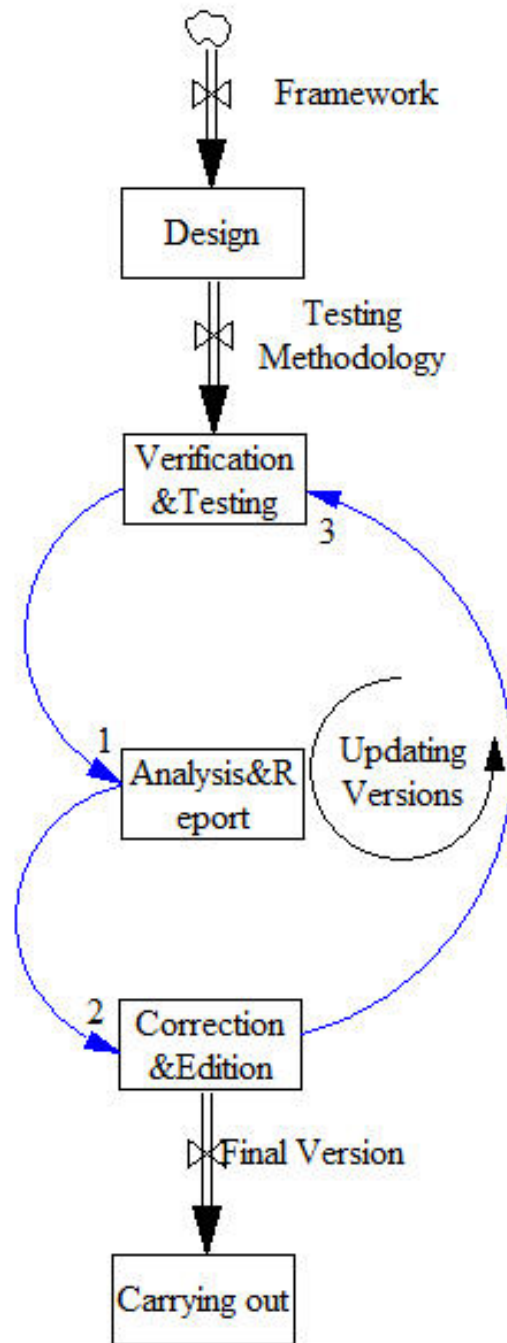 Framework
Design
Testing
Methodology
Verification
&Testing
3
1
Analysis&R
eport
Updating
Versions
2
Correction
&Edition
Final Version
Carrying out